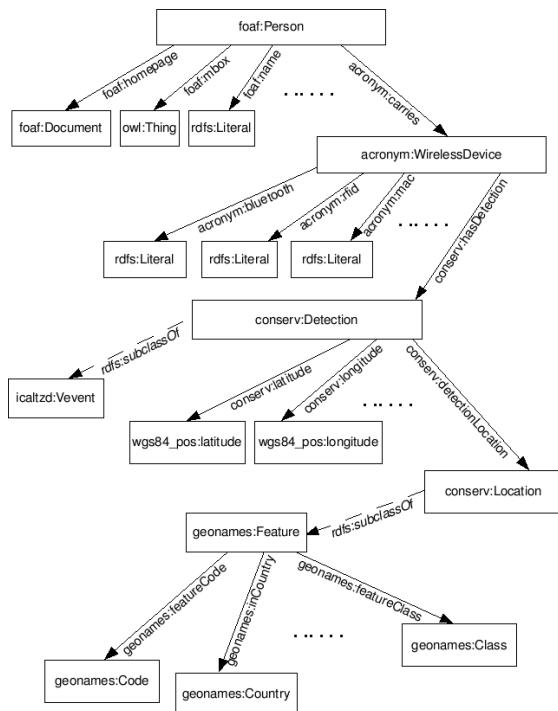 foaf:Person
foaf:homepage
foaf:mbox
foaf:name
acronym:carries
foaf:Document
owl:Thing
rdfs:Literal
acronym:WirelessDevice
acronym:bluetooth
acronym:rfid
acronym:mac
conserv:hasDetection
rdfs:Literal
rdfs:Literal
rdfs:Literal
conserv:Detection
rdfs:subclassOf
conserv:latitude
conserv:longitude
conserv:detectionLocation
icaltzd:Vevent
wgs84_pos:latitude
wgs84_pos:longitude
conserv:Location
rdfs:subclassOf
geonames:Feature
geonames:featureCode
geonames:inCountry
geonames:featureClass
geonames:Class
geonames:Code
geonames:Country